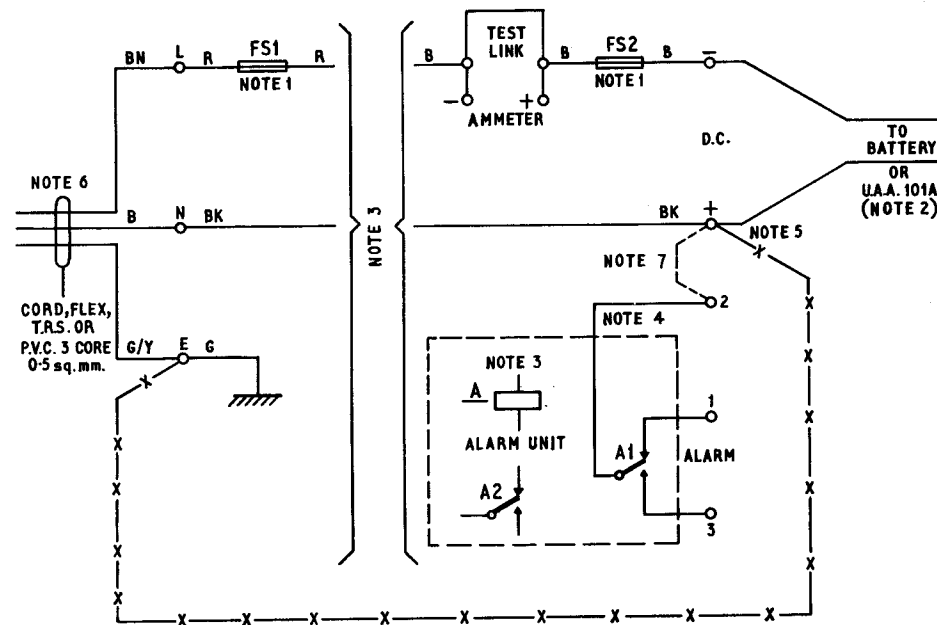 BN
L
R
FS1
R
NOTE 1
NOTE 6
B
N
BK
CORD, FLEX,
T.R.S. OR
P.V.C. 3 CORE
0·5 sq. mm.
G/Y
E
G
NOTE 3
B
TEST
LINK
B
FS2
B
−
NOTE 1
− +
AMMETER
D.C.
TO
BATTERY
OR
U.A.A. 101A
(NOTE 2)
BK
+
NOTE 5
NOTE 7
2
NOTE 4
NOTE 3
A
ALARM UNIT
A2
A1
1
ALARM
3
X X X X X X X X X X X X X X X X X X X X